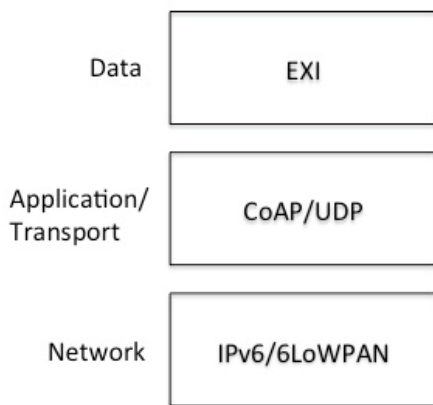 Data
EXI
Application/
Transport
CoAP/UDP
Network
IPv6/6LoWPAN